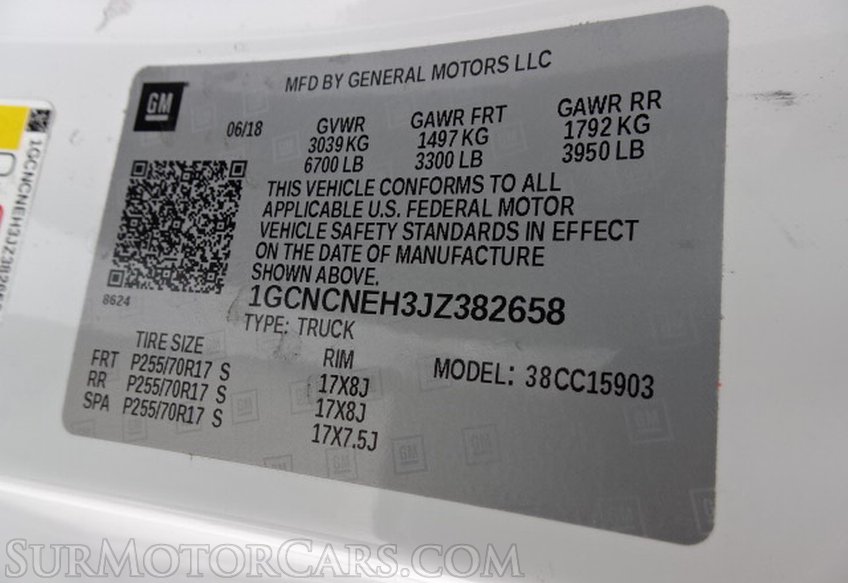 GM
MFD BY GENERAL MOTORS LLC
06/18
GVWR
3039 KG
6700 LB
GAWR FRT
1497 KG
3300 LB
GAWR RR
1792 KG
3950 LB
THIS VEHICLE CONFORMS TO ALL
APPLICABLE U.S. FEDERAL MOTOR
VEHICLE SAFETY STANDARDS IN EFFECT
ON THE DATE OF MANUFACTURE
SHOWN ABOVE.
8624
1GCNCNEH3JZ382658
TYPE: TRUCK
TIRE SIZE
RIM
MODEL: 38CC15903
FRT P255/70R17 S 17X8J
RR P255/70R17 S 17X8J
SPA P255/70R17 S 17X7.5J
1GCNCNEH3JZ38265
SurMotorCars.com